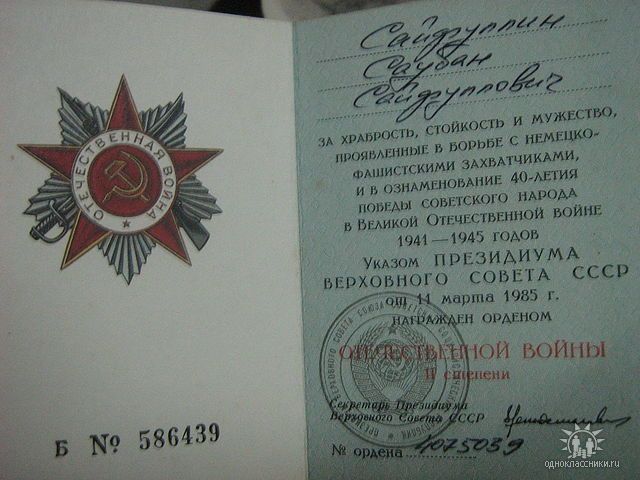 ОТЕЧЕСТВЕННАЯ ВОЙНА
Б № 586439
Сайфуллин
Саубан
Сайфуллович
ЗА ХРАБРОСТЬ, СТОЙКОСТЬ И МУЖЕСТВО,
ПРОЯВЛЕННЫЕ В БОРЬБЕ С НЕМЕЦКО-
ФАШИСТСКИМИ ЗАХВАТЧИКАМИ,
И В ОЗНАМЕНОВАНИЕ 40-ЛЕТИЯ
ПОБЕДЫ СОВЕТСКОГО НАРОДА
В ВЕЛИКОЙ ОТЕЧЕСТВЕННОЙ ВОЙНЕ
1941—1945 ГОДОВ
УКАЗОМ ПРЕЗИДИУМА
ВЕРХОВНОГО СОВЕТА СССР
от 11 марта 1985 г.
НАГРАЖДЕН ОРДЕНОМ
ОТЕЧЕСТВЕННОЙ ВОЙНЫ
II степени
Секретарь Президиума
Верховного Совета СССР
№ ордена 4075039
одноклассники.ru